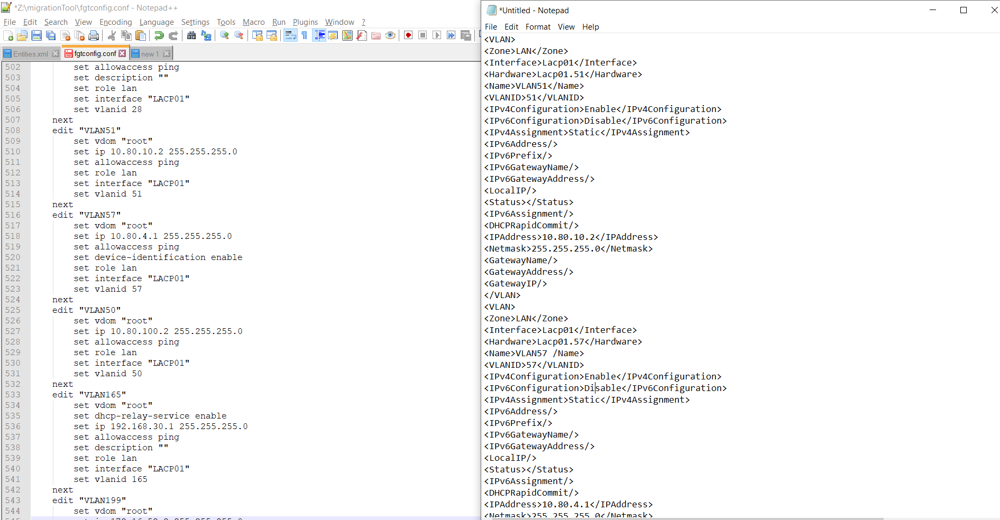 *Z:\migrationTool\fgtconfig.conf - Notepad++
File Edit Search View Encoding Language Settings Tools Macro Run Plugins Window ?
Entities.xml fgtconfig.conf new 1
502 set allowaccess ping
503 set description ""
504 set role lan
505 set interface "LACP01"
506 set vlanid 28
507 next
508 edit "VLAN51"
509 set vdom "root"
510 set ip 10.80.10.2 255.255.255.0
511 set allowaccess ping
512 set role lan
513 set interface "LACP01"
514 set vlanid 51
515 next
516 edit "VLAN57"
517 set vdom "root"
518 set ip 10.80.4.1 255.255.255.0
519 set allowaccess ping
520 set device-identification enable
521 set role lan
522 set interface "LACP01"
523 set vlanid 57
524 next
525 edit "VLAN50"
526 set vdom "root"
527 set ip 10.80.100.2 255.255.255.0
528 set allowaccess ping
529 set role lan
530 set interface "LACP01"
531 set vlanid 50
532 next
533 edit "VLAN165"
534 set vdom "root"
535 set dhcp-relay-service enable
536 set ip 192.168.30.1 255.255.255.0
537 set allowaccess ping
538 set description ""
539 set role lan
540 set interface "LACP01"
541 set vlanid 165
542 next
543 edit "VLAN199"
544 set vdom "root"
*Untitled - Notepad
File Edit Format View Help
<VLAN>
<Zone>LAN</Zone>
<Interface>Lacp01</Interface>
<Hardware>Lacp01.51</Hardware>
<Name>VLAN51</Name>
<VLANID>51</VLANID>
<IPv4Configuration>Enable</IPv4Configuration>
<IPv6Configuration>Disable</IPv6Configuration>
<IPv4Assignment>Static</IPv4Assignment>
<IPv6Address/>
<IPv6Prefix/>
<IPv6GatewayName/>
<IPv6GatewayAddress/>
<LocalIP/>
<Status></Status>
<IPv6Assignment/>
<DHCPRapidCommit/>
<IPAddress>10.80.10.2</IPAddress>
<Netmask>255.255.255.0</Netmask>
<GatewayName/>
<GatewayAddress/>
<GatewayIP/>
</VLAN>
<VLAN>
<Zone>LAN</Zone>
<Interface>Lacp01</Interface>
<Hardware>Lacp01.57</Hardware>
<Name>VLAN57 /Name>
<VLANID>57</VLANID>
<IPv4Configuration>Enable</IPv4Configuration>
<IPv6Configuration>Disable</IPv6Configuration>
<IPv4Assignment>Static</IPv4Assignment>
<IPv6Address/>
<IPv6Prefix/>
<IPv6GatewayName/>
<IPv6GatewayAddress/>
<LocalIP/>
<Status></Status>
<IPv6Assignment/>
<DHCPRapidCommit/>
<IPAddress>10.80.4.1</IPAddress>
<Netmask>255.255.255.0</Netmask>